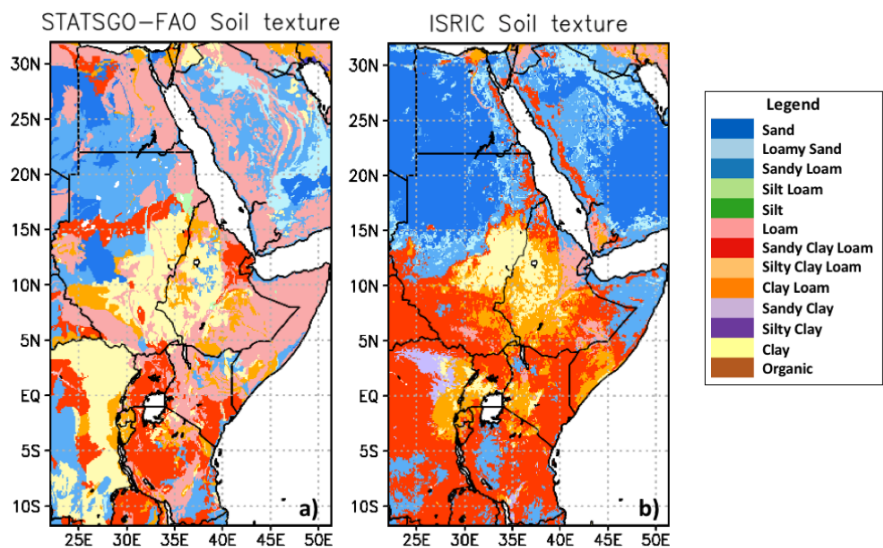 STATSGO-FAO Soil texture
ISRIC Soil texture
30N
25N
20N
15N
10N
5N
EQ
5S
10S
25E 30E 35E 40E 45E 50E
a)
30N
25N
20N
15N
10N
5N
EQ
5S
10S
25E 30E 35E 40E 45E 50E
b)
Legend
Sand
Loamy Sand
Sandy Loam
Silt Loam
Silt
Loam
Sandy Clay Loam
Silty Clay Loam
Clay Loam
Sandy Clay
Silty Clay
Clay
Organic